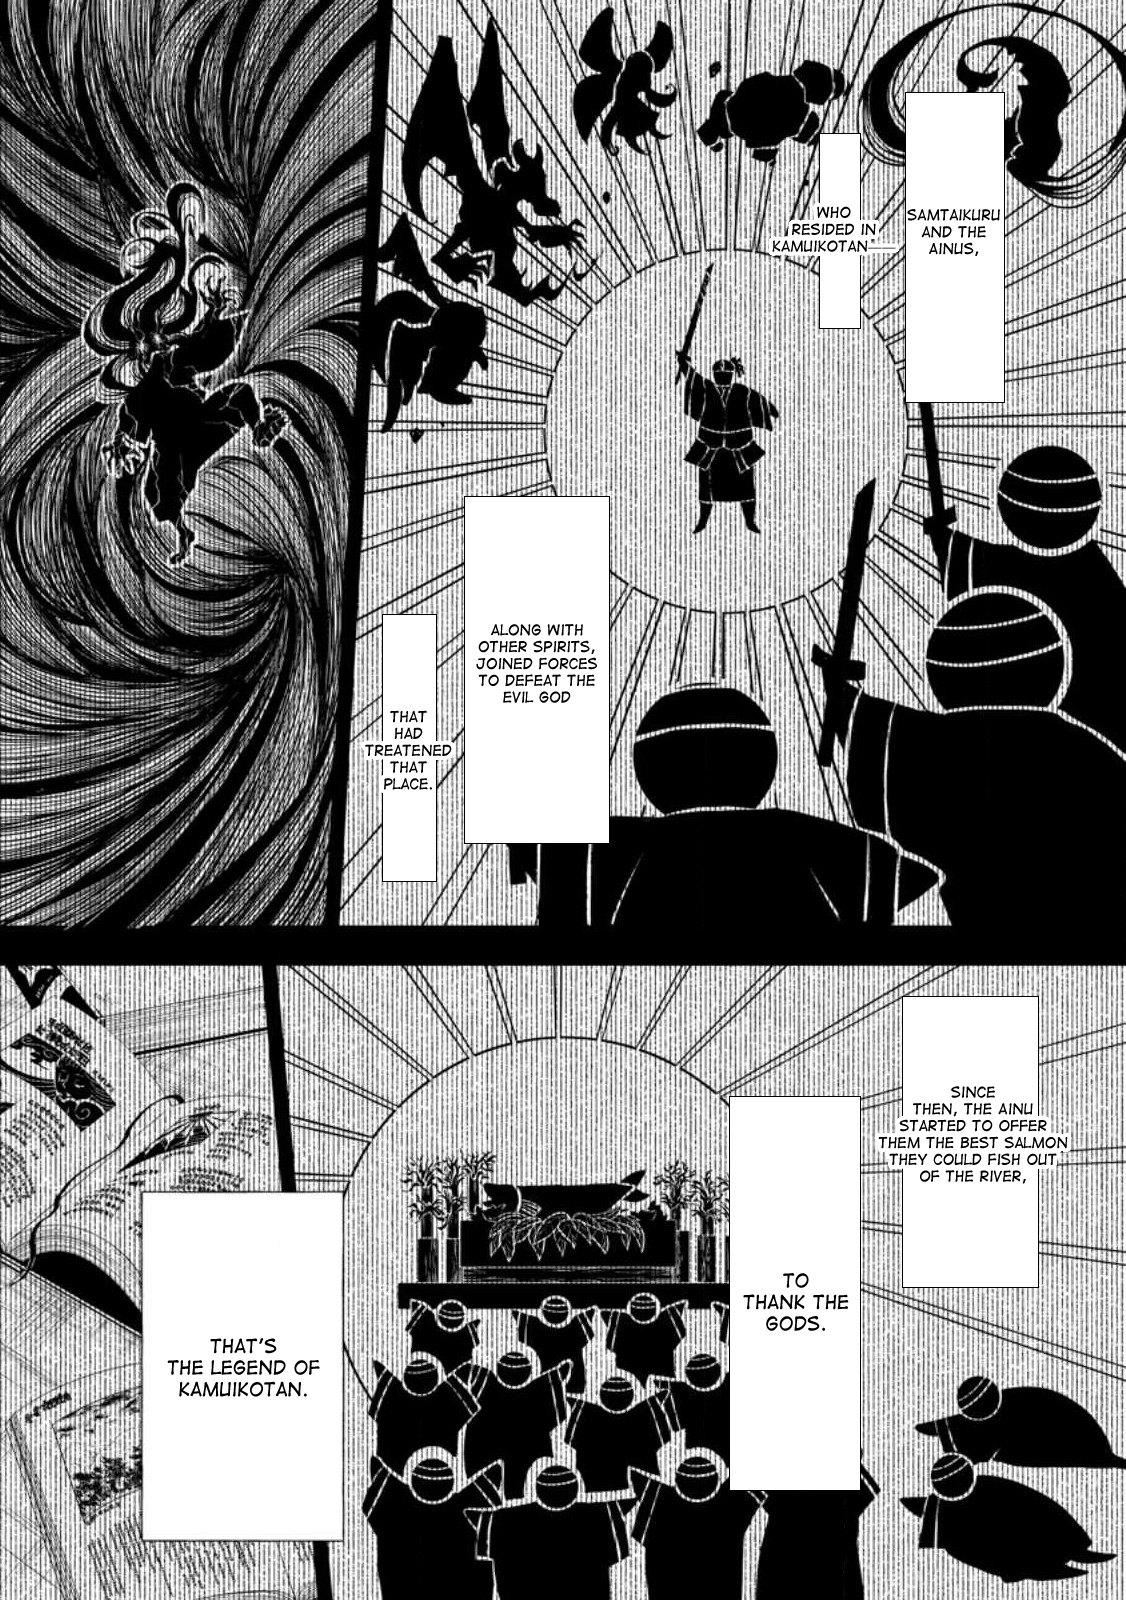 SAMTAIKURU
AND THE
AINUS,
WHO
RESIDED IN
KAMUIKOTAN——
ALONG WITH
OTHER SPIRITS,
JOINED FORCES
TO DEFEAT THE
EVIL GOD
THAT
HAD
TREATENED
THAT
PLACE.
SINCE
THEN, THE AINU
STARTED TO OFFER
THEM THE BEST SALMON
THEY COULD FISH OUT
OF THE RIVER,
TO
THANK THE
GODS.
THAT'S
THE LEGEND OF
KAMUIKOTAN.